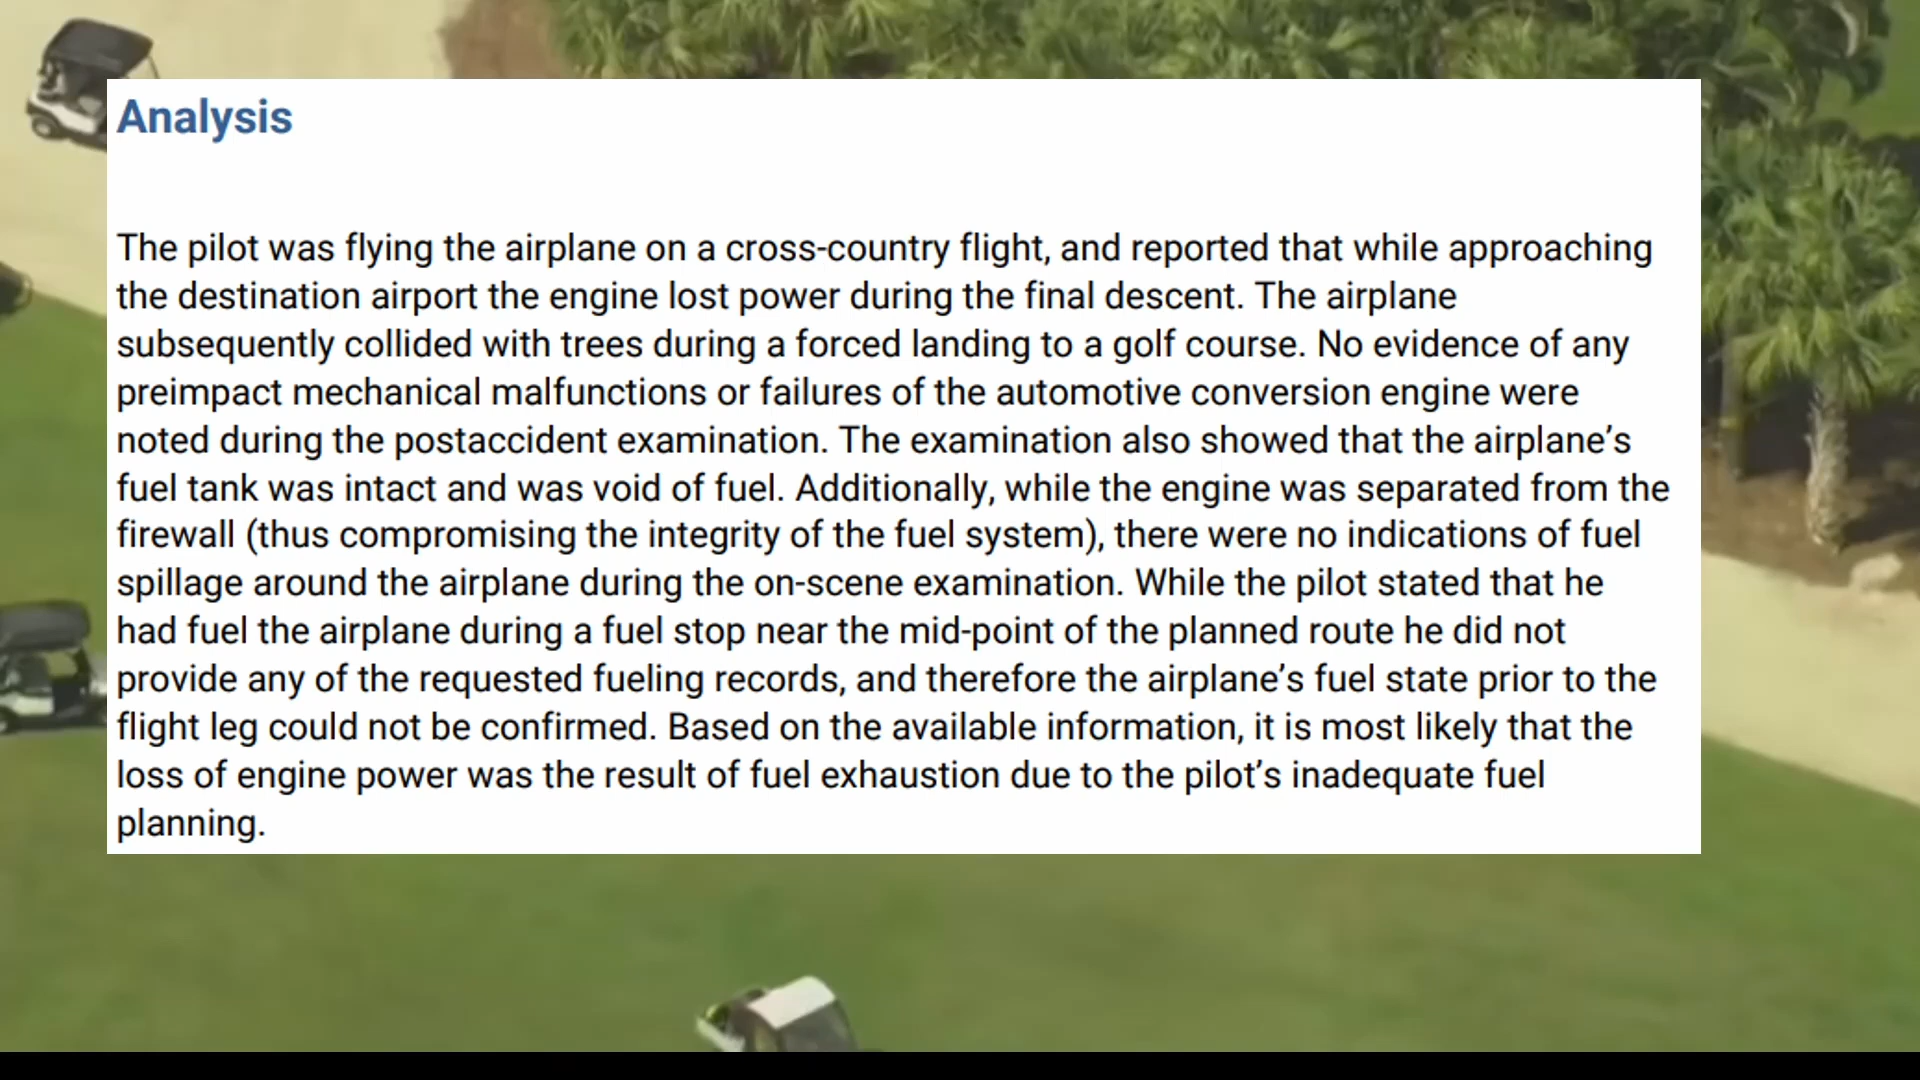 Analysis
The pilot was flying the airplane on a cross-country flight, and reported that while approaching
the destination airport the engine lost power during the final descent. The airplane
subsequently collided with trees during a forced landing to a golf course. No evidence of any
preimpact mechanical malfunctions or failures of the automotive conversion engine were
noted during the postaccident examination. The examination also showed that the airplane’s
fuel tank was intact and was void of fuel. Additionally, while the engine was separated from the
firewall (thus compromising the integrity of the fuel system), there were no indications of fuel
spillage around the airplane during the on-scene examination. While the pilot stated that he
had fuel the airplane during a fuel stop near the mid-point of the planned route he did not
provide any of the requested fueling records, and therefore the airplane’s fuel state prior to the
flight leg could not be confirmed. Based on the available information, it is most likely that the
loss of engine power was the result of fuel exhaustion due to the pilot’s inadequate fuel
planning.